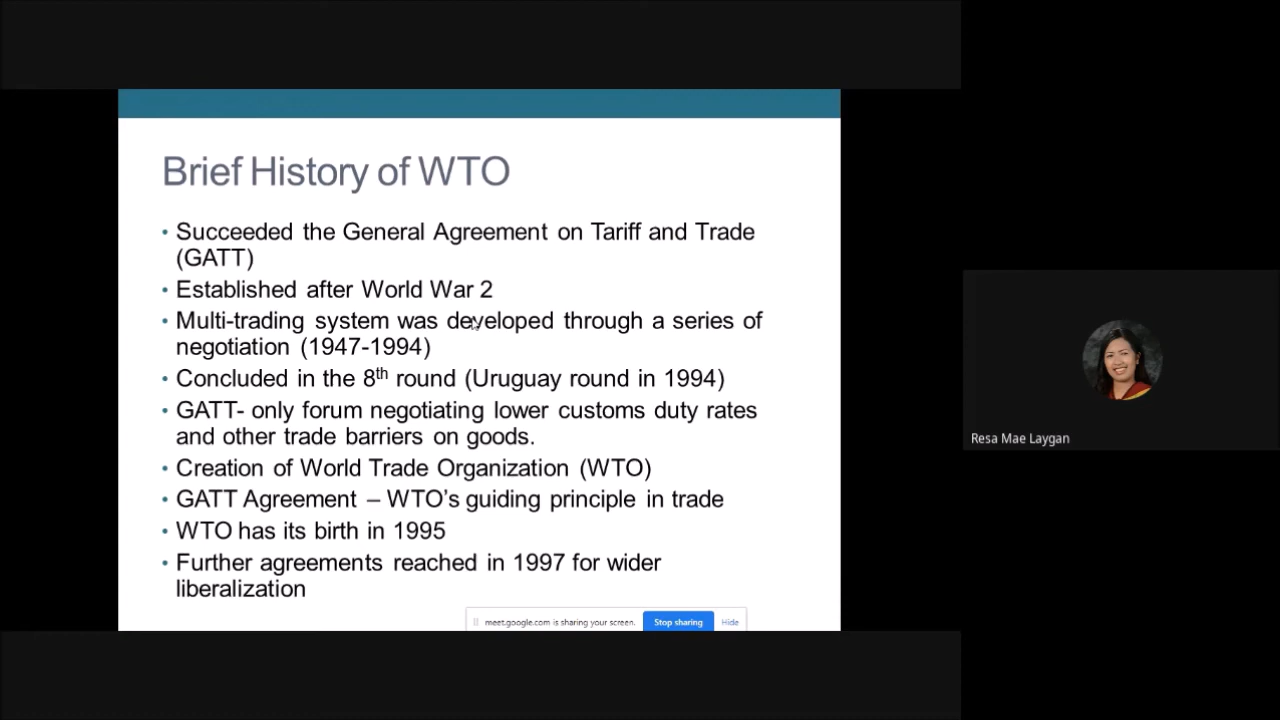 Brief History of WTO
• Succeeded the General Agreement on Tariff and Trade
(GATT)
• Established after World War 2
• Multi-trading system was developed through a series of
negotiation (1947-1994)
• Concluded in the 8th round (Uruguay round in 1994)
• GATT- only forum negotiating lower customs duty rates
and other trade barriers on goods.
• Creation of World Trade Organization (WTO)
• GATT Agreement – WTO's guiding principle in trade
• WTO has its birth in 1995
• Further agreements reached in 1997 for wider
liberalization
meet.google.com is sharing your screen. Stop sharing Hide
Resa Mae Laygan